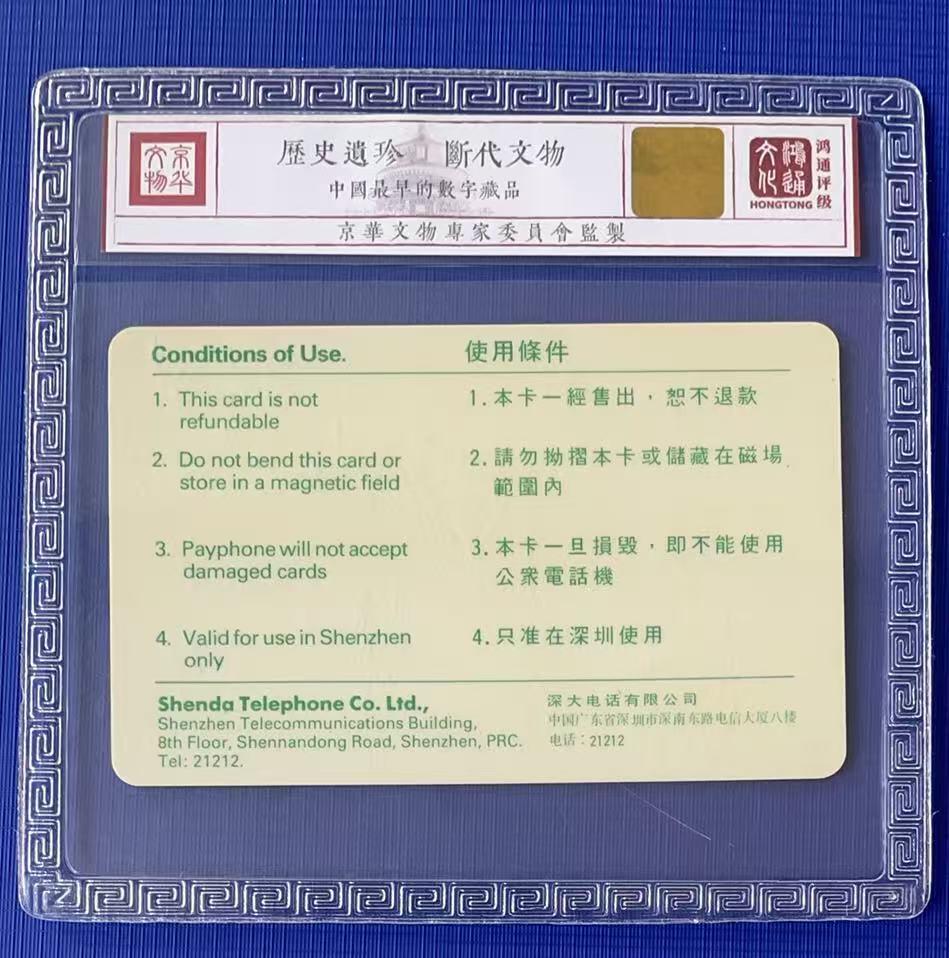 京华文物
歷史遺珍 斷代文物
中國最早的數字藏品
京華文物專家委員會監製
鴻通文化
HONGTONG
鸿通评级
Conditions of Use.
1. This card is not
refundable
2. Do not bend this card or
store in a magnetic field
3. Payphone will not accept
damaged cards
4. Valid for use in Shenzhen
only
使用條件
1.本卡一經售出，恕不退款
2.請勿拗摺本卡或儲藏在磁場
範圍內
3.本卡一旦損毀，即不能使用
公衆電話機
4.只准在深圳使用
Shenda Telephone Co. Ltd.,
Shenzhen Telecommunications Building,
8th Floor, Shennandong Road, Shenzhen, PRC.
Tel: 21212.
深大电话有限公司
中国广东省深圳市深南东路电信大厦八楼
电话：21212